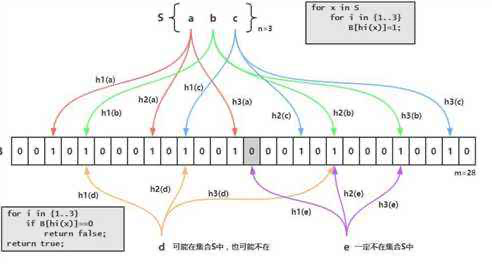 S { a b c } n=3
for x in S
for i in {1..3}
B[hi(x)]=1;
h1(a) h1(b) h2(a) h1(c) h3(a) h2(c) h2(b) h3(b) h3(c)
0 0 1 0 1 0 0 0 1 0 1 0 0 1 0 0 0 1 0 1 0 0 0 1 0 0 1 0
m=28
h1(d) h2(d) h3(d) h1(e) h2(e) h3(e)
for i in {1..3}
if B[hi(x)]==0
return false;
return true;
d 可能在集合S中，也可能不在
e 一定不在集合S中